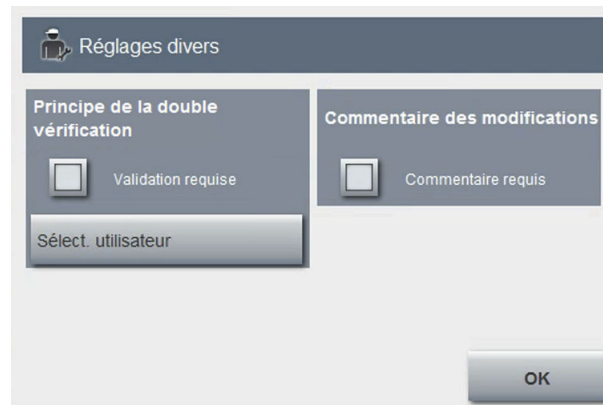 Réglages divers
Principe de la double
vérification
Validation requise
Sélect. utilisateur
Commentaire des modifications
Commentaire requis
OK